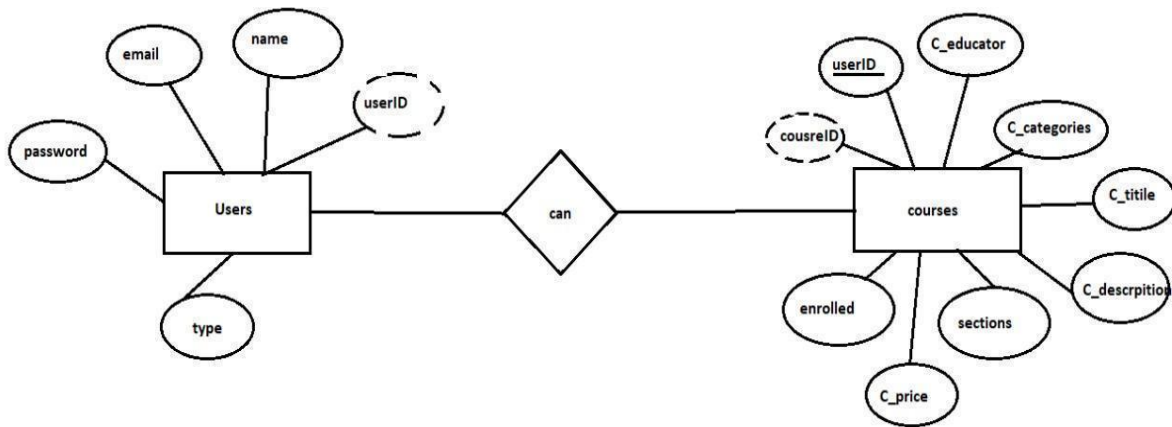 email
name
userID
password
Users
type
can
userID
C_educator
cousreID
C_categories
courses
C_titile
C_descrpition
enrolled
sections
C_price